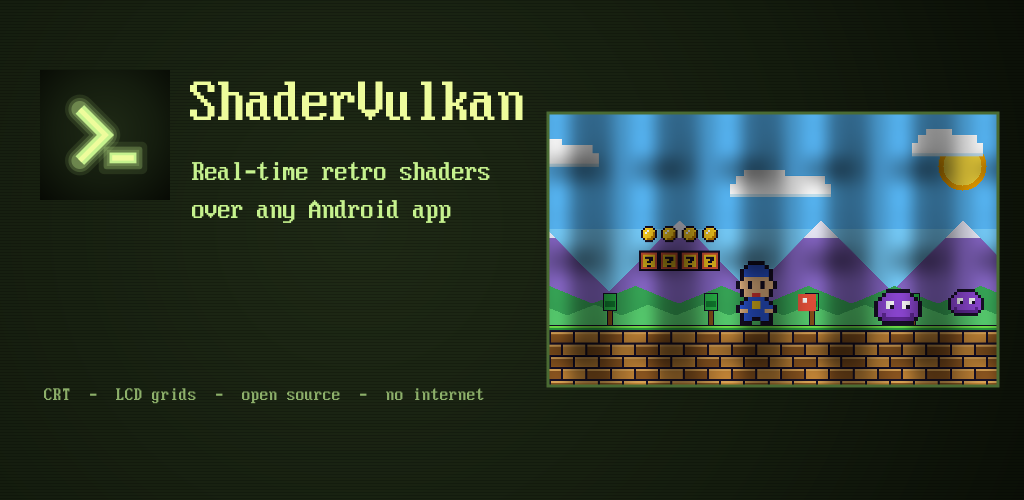 ShaderVulkan
Real-time retro shaders
over any Android app
? ? ? ?
CRT - LCD grids - open source - no internet